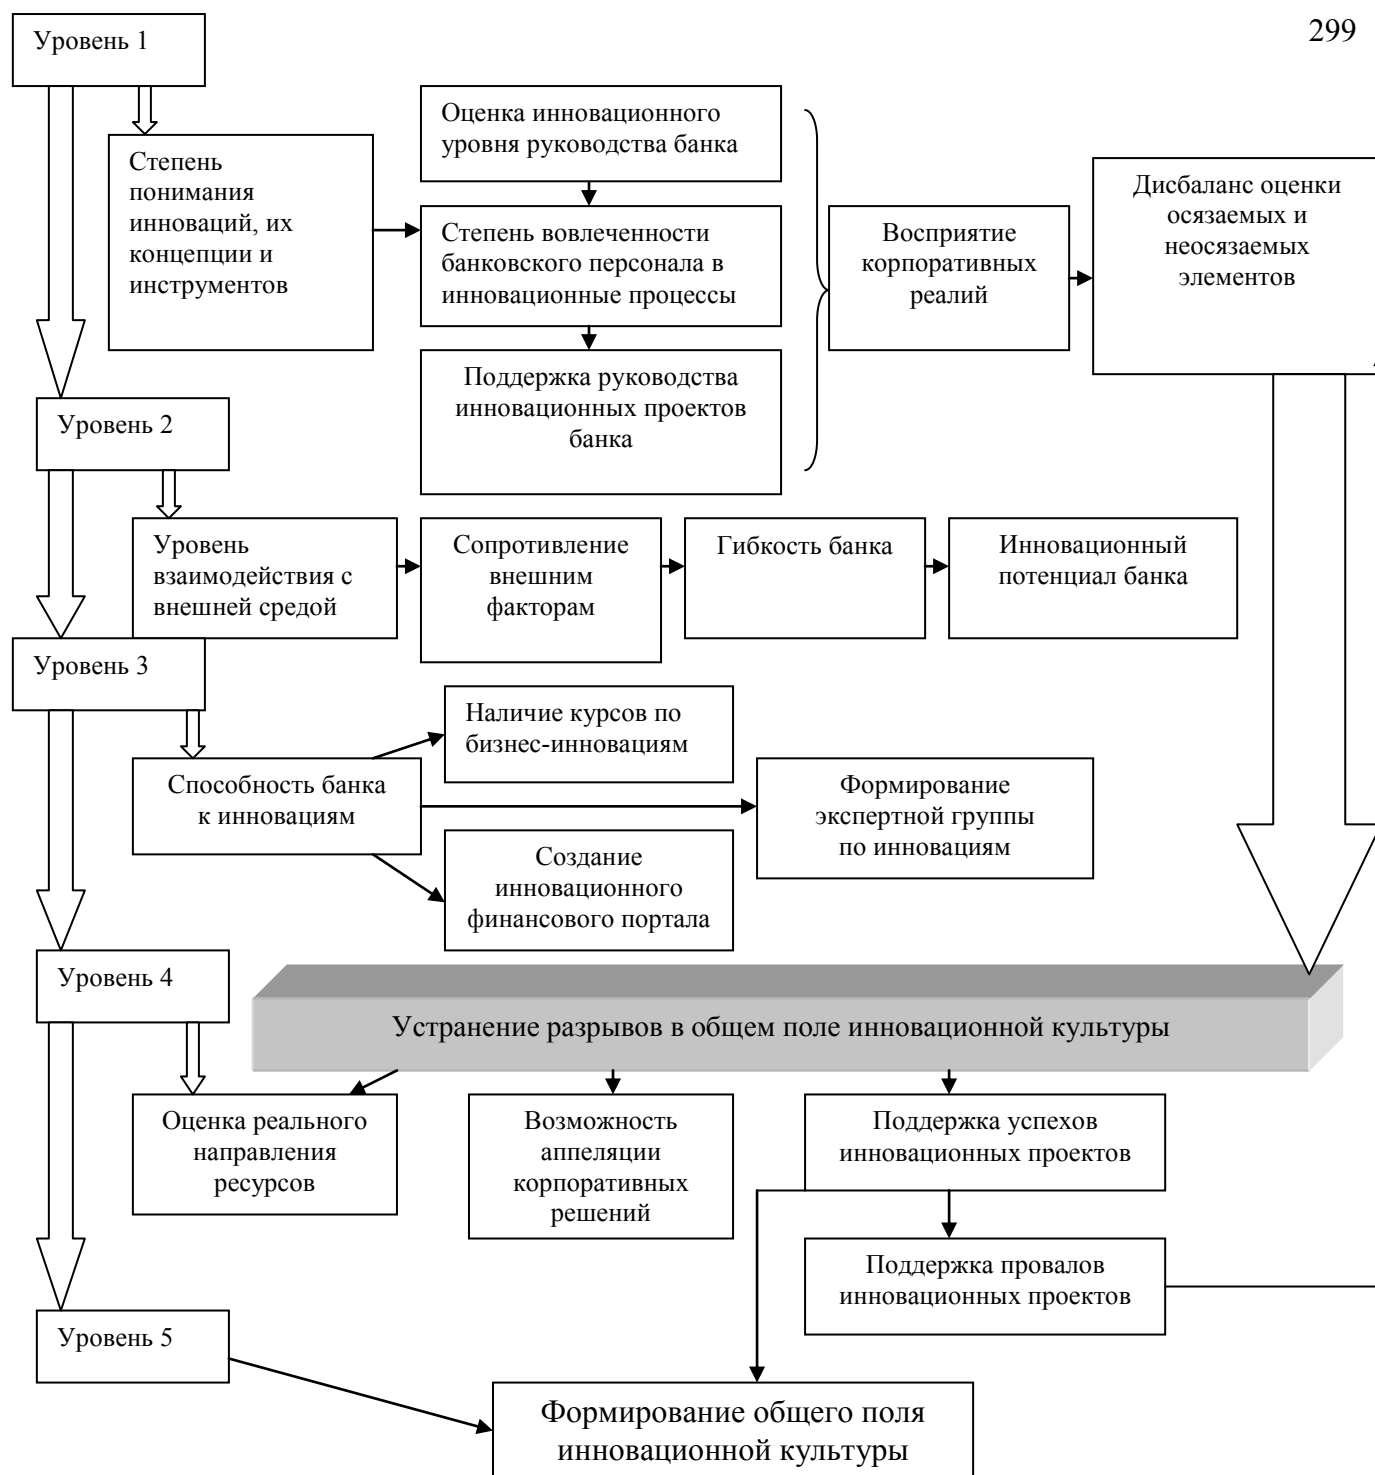 299
Уровень 1
Оценка инновационного
уровня руководства банка
Степень
понимания
инноваций, их
концепции и
инструментов
Степень вовлеченности
банковского персонала в
инновационные процессы
Восприятие
корпоративных
реалий
Дисбаланс оценки
осязаемых и
неосязаемых
элементов
Поддержка руководства
инновационных проектов
банка
Уровень 2
Уровень
взаимодействия с
внешней средой
Сопротивление
внешним
факторам
Гибкость банка
Инновационный
потенциал банка
Уровень 3
Наличие курсов по
бизнес-инновациям
Способность банка
к инновациям
Формирование
экспертной группы
по инновациям
Создание
инновационного
финансового портала
Уровень 4
Устранение разрывов в общем поле инновационной культуры
Оценка реального
направления
ресурсов
Возможность
аппеляции
корпоративных
решений
Поддержка успехов
инновационных проектов
Поддержка провалов
инновационных проектов
Уровень 5
Формирование общего поля
инновационной культуры